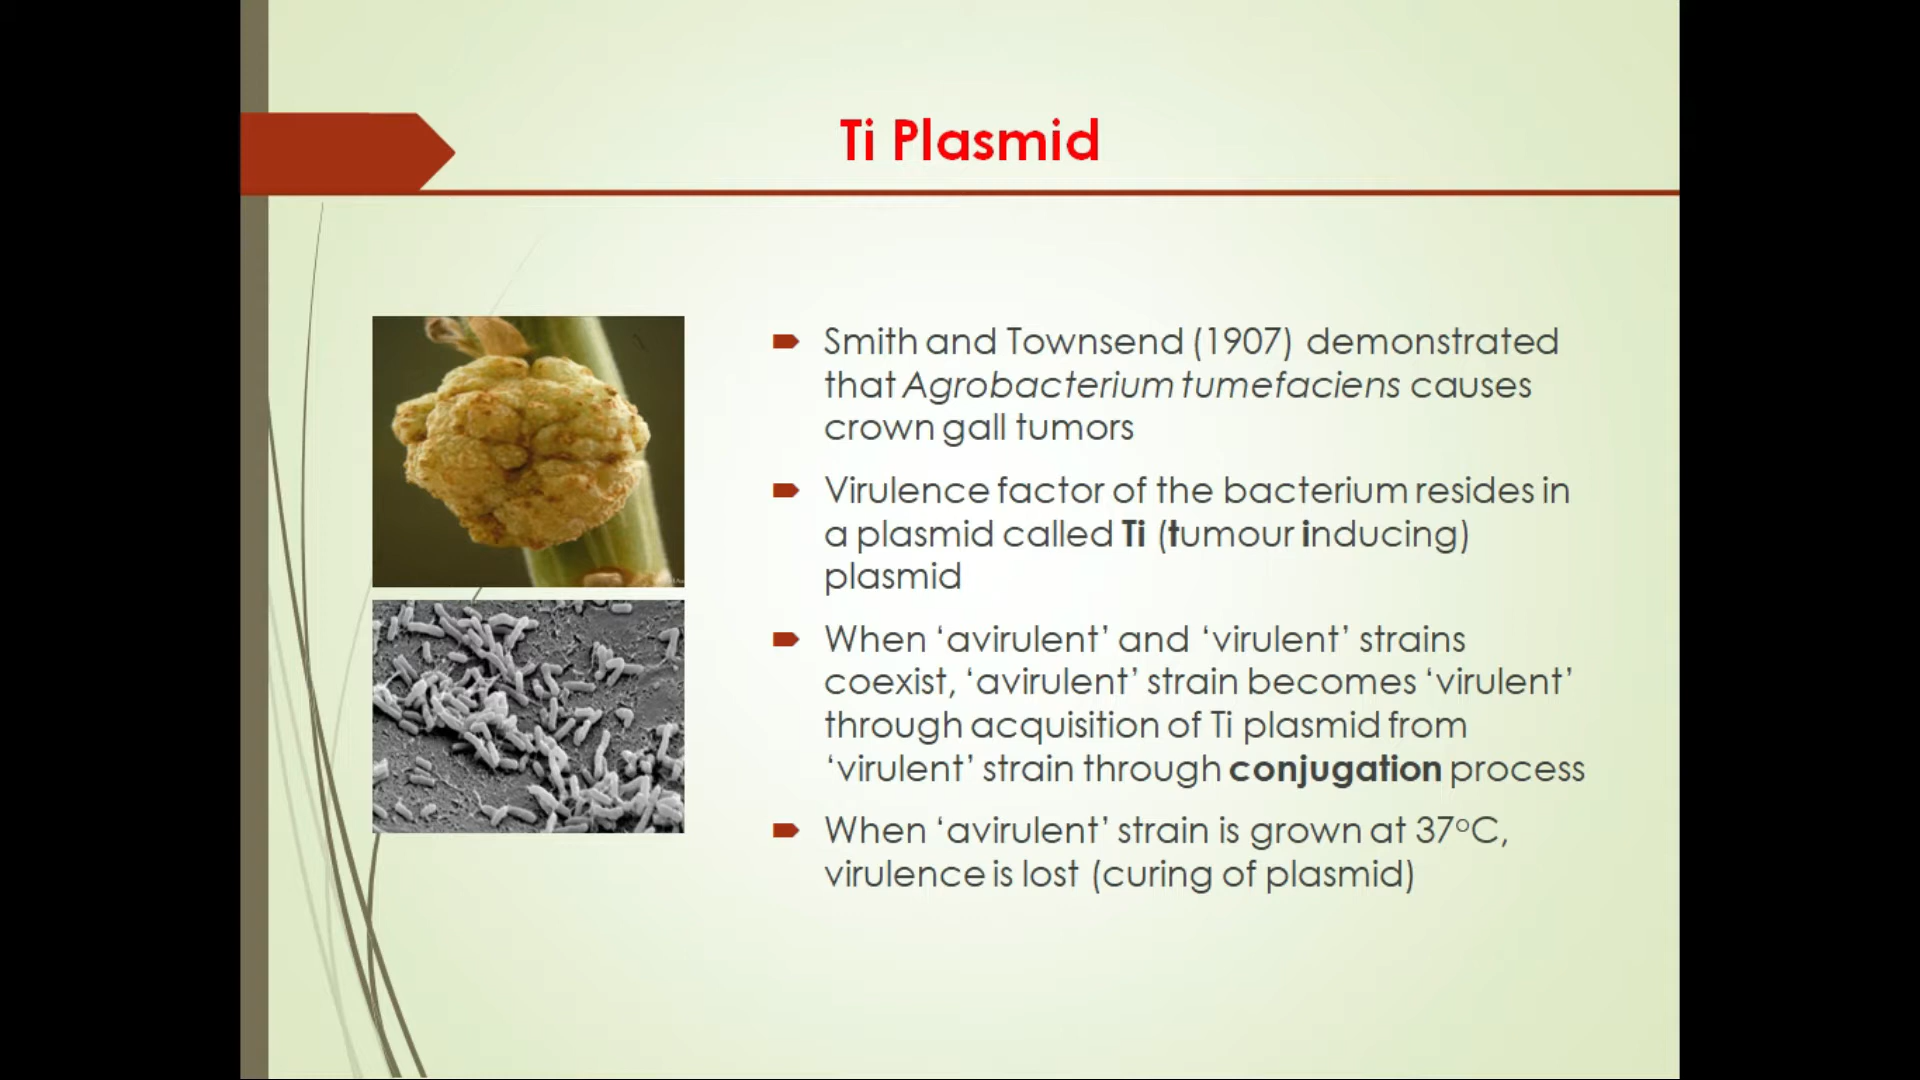 Ti Plasmid
Smith and Townsend (1907) demonstrated
that Agrobacterium tumefaciens causes
crown gall tumors
Virulence factor of the bacterium resides in
a plasmid called Ti (tumour inducing)
plasmid
When ‘avirulent’ and ‘virulent’ strains
coexist, ‘avirulent’ strain becomes ‘virulent’
through acquisition of Ti plasmid from
‘virulent’ strain through conjugation process
When ‘avirulent’ strain is grown at 37°C,
virulence is lost (curing of plasmid)